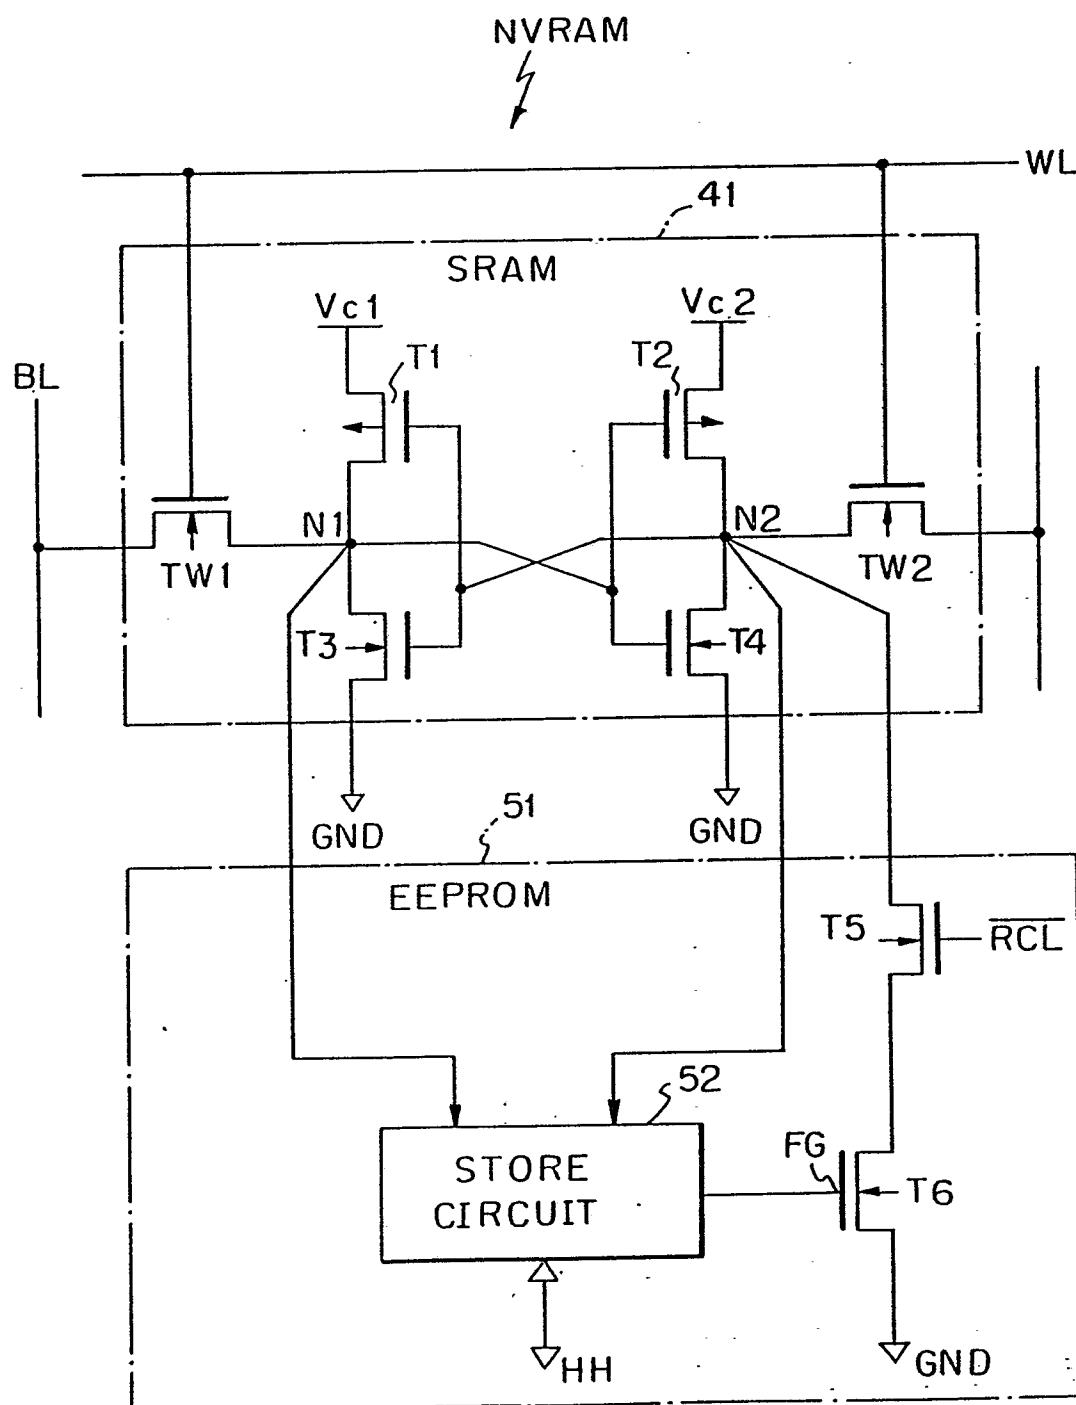 NVRAM
WL
41
SRAM
Vc1
Vc2
T1
T2
BL
N1
N2
TW1
TW2
T3
T4
GND
GND
51
EEPROM
T5
RCL
52
STORE
CIRCUIT
FG
T6
HH
GND